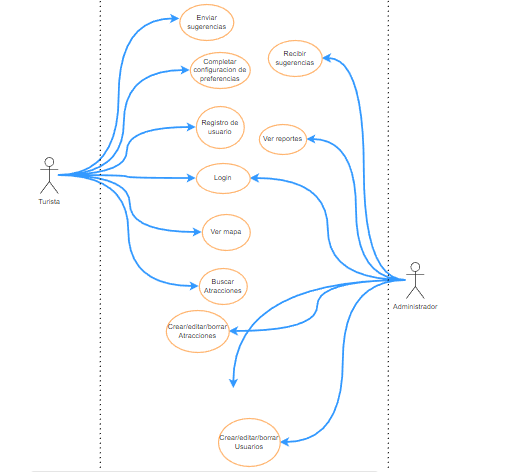 Enviar
sugerencias
Completar
configuracion de
preferencias
Recibir
sugerencias
Registro de
usuario
Ver reportes
Login
Turista
Ver mapa
Buscar
Atracciones
Administrador
Crear/editar/borrar
Atracciones
Crear/editar/borrar
Usuarios